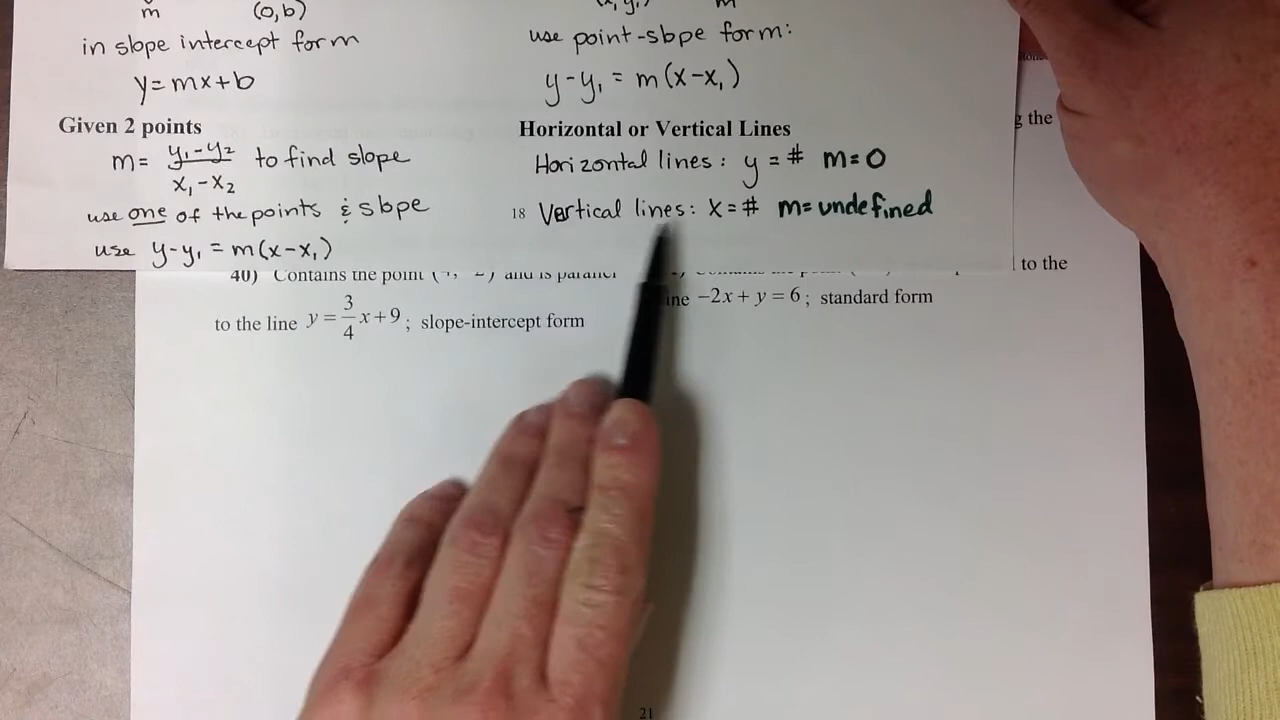 m (0,b)
in slope intercept form
y=mx+b
use point-slope form:
y-y₁ = m(x-x₁)
Given 2 points
m= y₁-y₂ / x₁-x₂ to find slope
use one of the points & slope
use y-y₁ = m(x-x₁)
Horizontal or Vertical Lines
Horizontal lines: y = # m=0
18 Vertical lines: x=# m=undefined
g the
to the
40) Contains the point and is parallel
to the line y = 3/4 x+9 ; slope-intercept form
-2x + y = 6 ; standard form
21